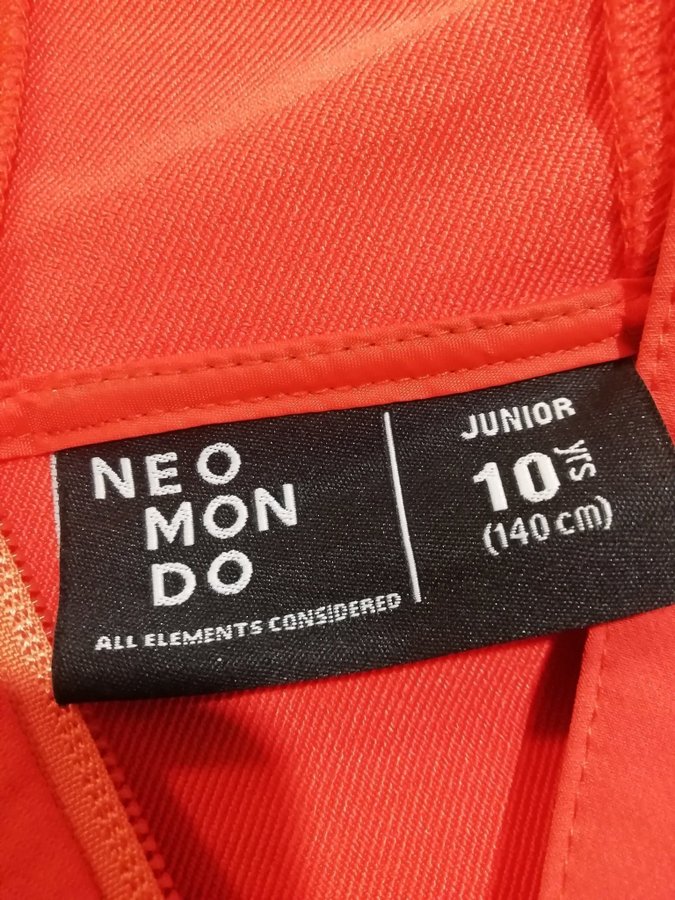 NEO
MON
DO
ALL ELEMENTS CONSIDERED
JUNIOR
10 yrs
(140 cm)